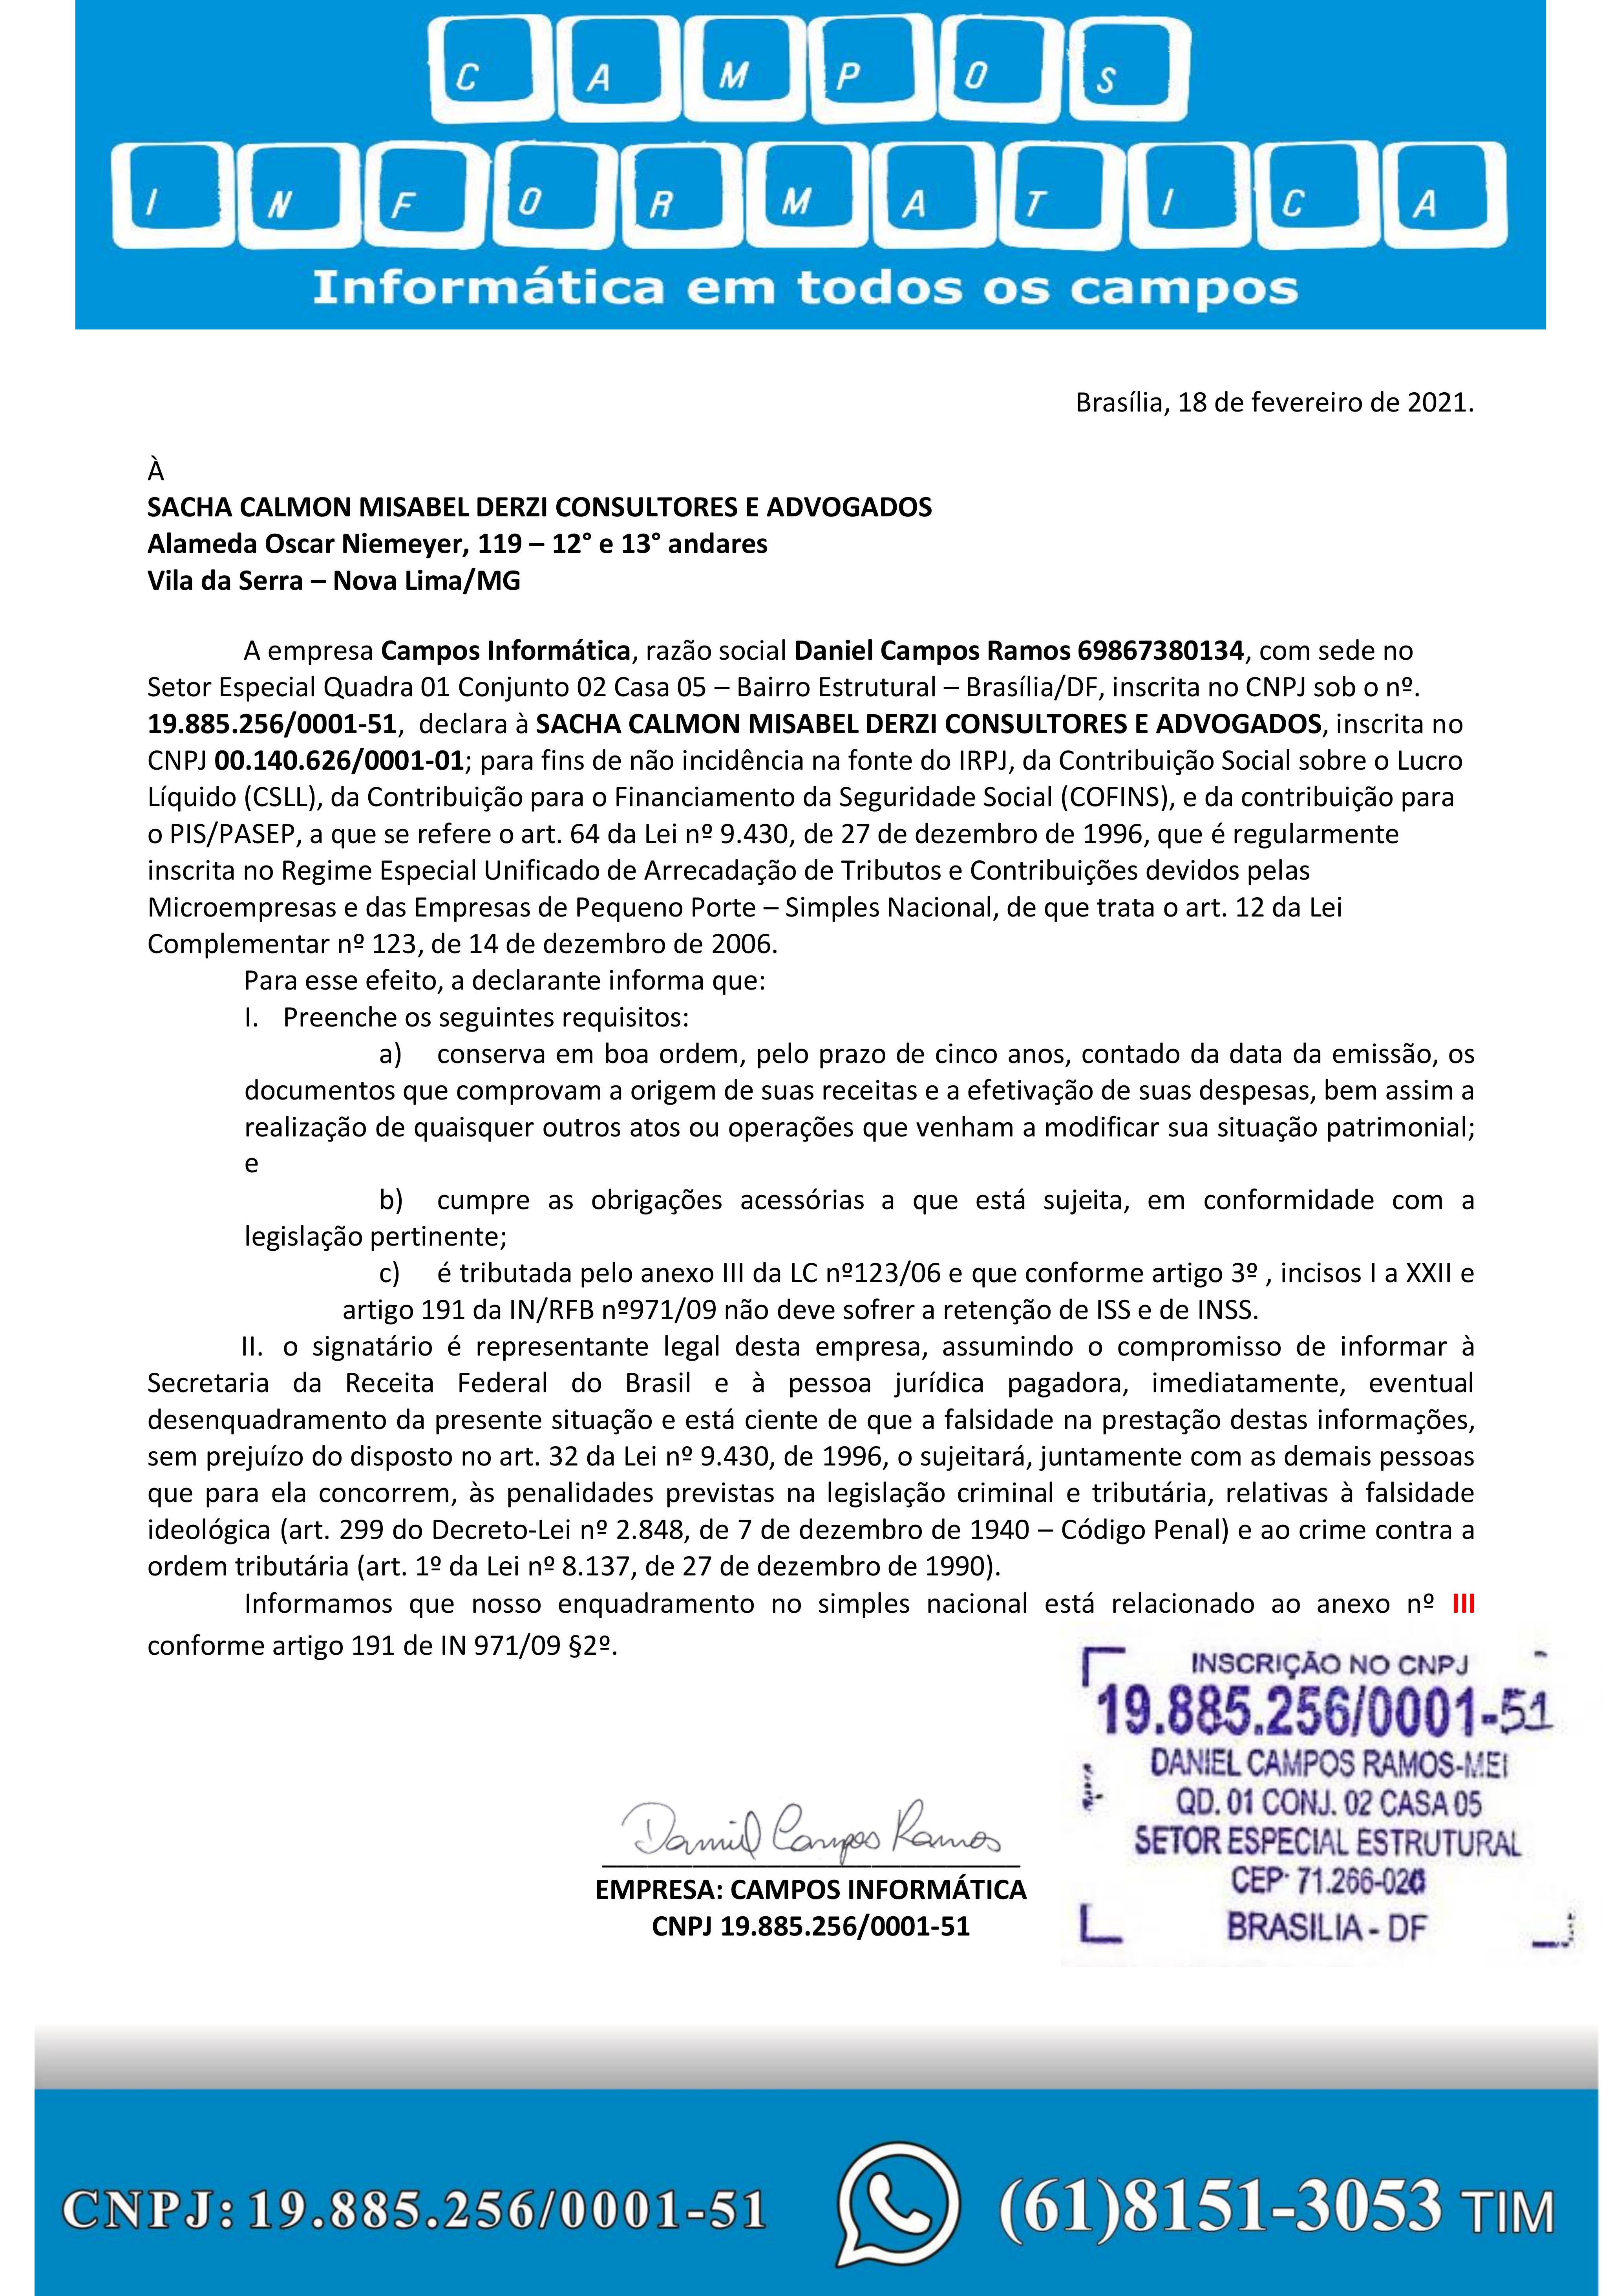 CAMPOS
INFORMATICA
Informática em todos os campos
Brasília, 18 de fevereiro de 2021.
À
SACHA CALMON MISABEL DERZI CONSULTORES E ADVOGADOS
Alameda Oscar Niemeyer, 119 – 12° e 13° andares
Vila da Serra – Nova Lima/MG
A empresa Campos Informática, razão social Daniel Campos Ramos 69867380134, com sede no
Setor Especial Quadra 01 Conjunto 02 Casa 05 – Bairro Estrutural – Brasília/DF, inscrita no CNPJ sob o nº.
19.885.256/0001-51, declara à SACHA CALMON MISABEL DERZI CONSULTORES E ADVOGADOS, inscrita no
CNPJ 00.140.626/0001-01; para fins de não incidência na fonte do IRPJ, da Contribuição Social sobre o Lucro
Líquido (CSLL), da Contribuição para o Financiamento da Seguridade Social (COFINS), e da contribuição para
o PIS/PASEP, a que se refere o art. 64 da Lei nº 9.430, de 27 de dezembro de 1996, que é regularmente
inscrita no Regime Especial Unificado de Arrecadação de Tributos e Contribuições devidos pelas
Microempresas e das Empresas de Pequeno Porte – Simples Nacional, de que trata o art. 12 da Lei
Complementar nº 123, de 14 de dezembro de 2006.
Para esse efeito, a declarante informa que:
I. Preenche os seguintes requisitos:
a) conserva em boa ordem, pelo prazo de cinco anos, contado da data da emissão, os
documentos que comprovam a origem de suas receitas e a efetivação de suas despesas, bem assim a
realização de quaisquer outros atos ou operações que venham a modificar sua situação patrimonial;
e
b) cumpre as obrigações acessórias a que está sujeita, em conformidade com a
legislação pertinente;
c) é tributada pelo anexo III da LC nº123/06 e que conforme artigo 3º , incisos I a XXII e
artigo 191 da IN/RFB nº971/09 não deve sofrer a retenção de ISS e de INSS.
II. o signatário é representante legal desta empresa, assumindo o compromisso de informar à
Secretaria da Receita Federal do Brasil e à pessoa jurídica pagadora, imediatamente, eventual
desenquadramento da presente situação e está ciente de que a falsidade na prestação destas informações,
sem prejuízo do disposto no art. 32 da Lei nº 9.430, de 1996, o sujeitará, juntamente com as demais pessoas
que para ela concorrem, às penalidades previstas na legislação criminal e tributária, relativas à falsidade
ideológica (art. 299 do Decreto-Lei nº 2.848, de 7 de dezembro de 1940 – Código Penal) e ao crime contra a
ordem tributária (art. 1º da Lei nº 8.137, de 27 de dezembro de 1990).
Informamos que nosso enquadramento no simples nacional está relacionado ao anexo nº III
conforme artigo 191 de IN 971/09 §2º.
INSCRIÇÃO NO CNPJ
19.885.256/0001-51
DANIEL CAMPOS RAMOS-MEI
QD. 01 CONJ. 02 CASA 05
SETOR ESPECIAL ESTRUTURAL
CEP: 71.266-020
BRASILIA - DF
Daniel Campos Ramos
EMPRESA: CAMPOS INFORMÁTICA
CNPJ 19.885.256/0001-51
CNPJ: 19.885.256/0001-51
(61)8151-3053 TIM